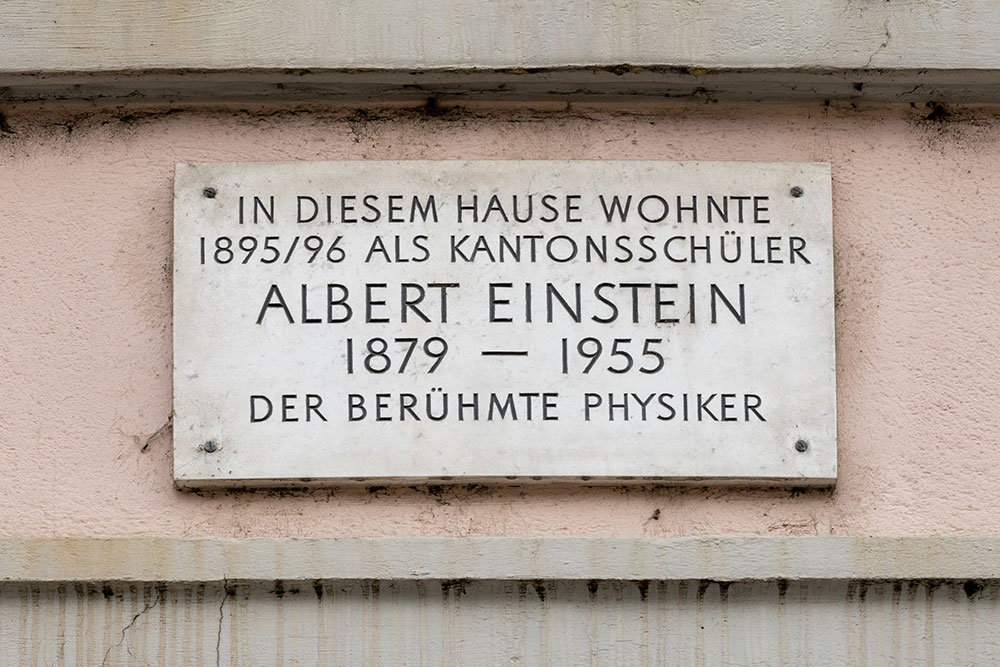 IN DIESEM HAUSE WOHNTE
1895/96 ALS KANTONSSCHÜLER
ALBERT EINSTEIN
1879 — 1955
DER BERÜHMTE PHYSIKER